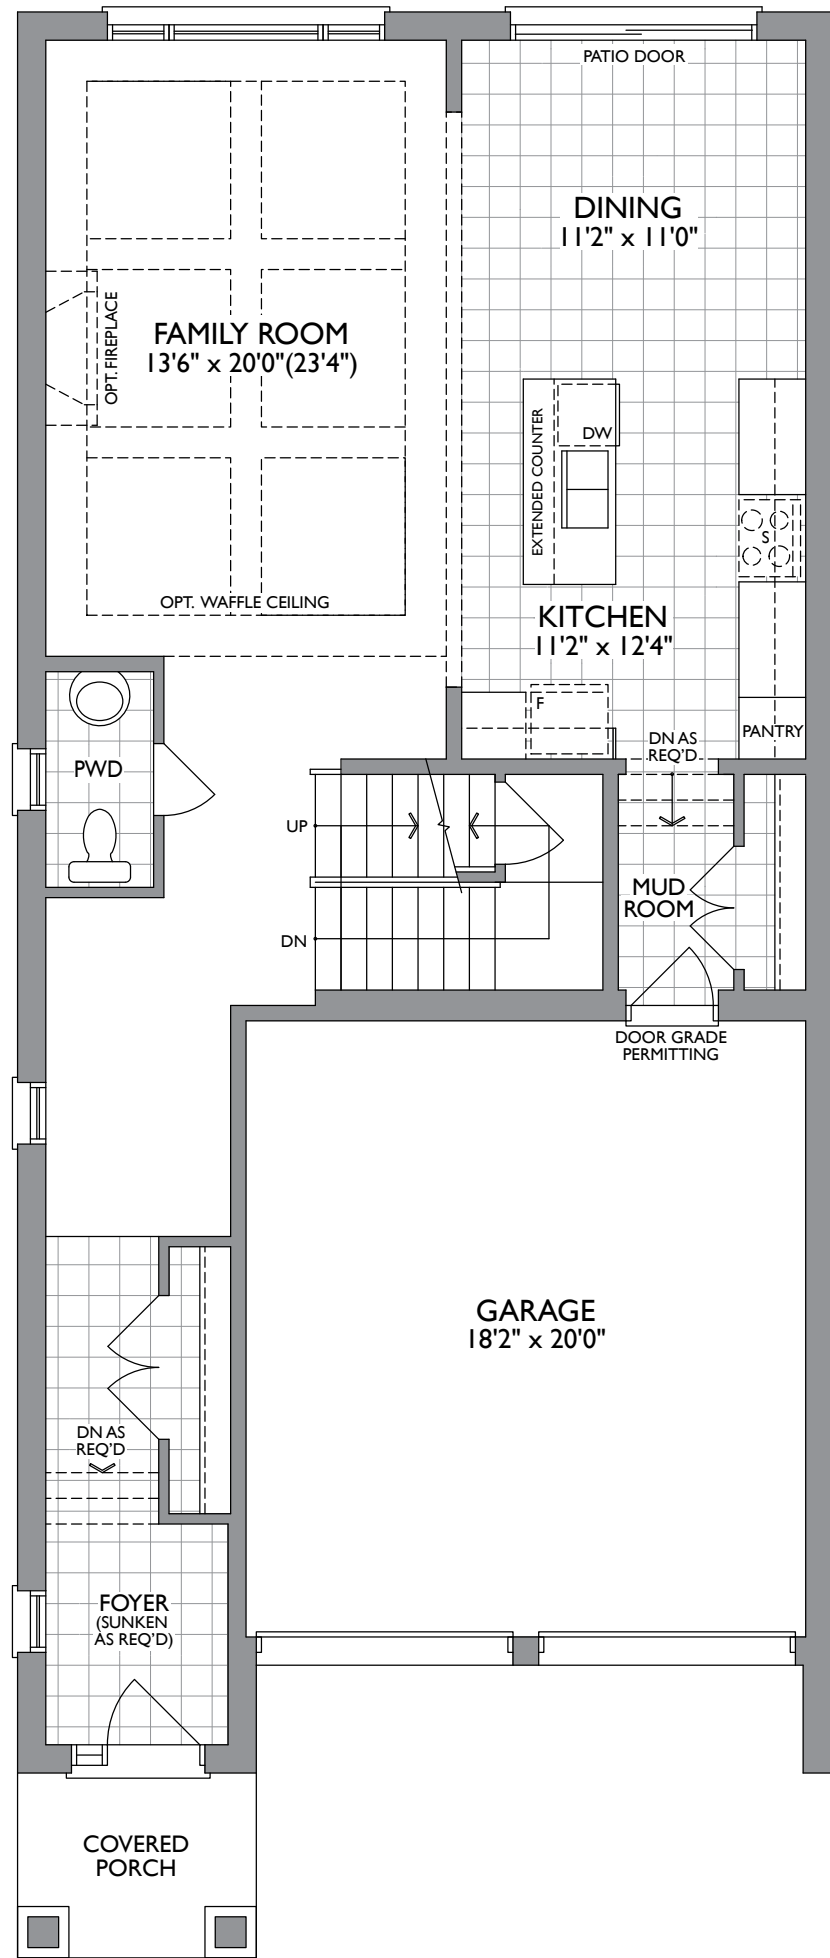 PATIO DOOR
DINING
11'2" x 11'0"
OPT. FIREPLACE
FAMILY ROOM
13'6" x 20'0"(23'4")
EXTENDED COUNTER
DW
S
OPT. WAFFLE CEILING
KITCHEN
11'2" x 12'4"
F
PANTRY
DN AS
REQ'D
PWD
UP
MUD
ROOM
DN
DOOR GRADE
PERMITTING
GARAGE
18'2" x 20'0"
DN AS
REQ'D
FOYER
(SUNKEN
AS REQ'D)
COVERED
PORCH